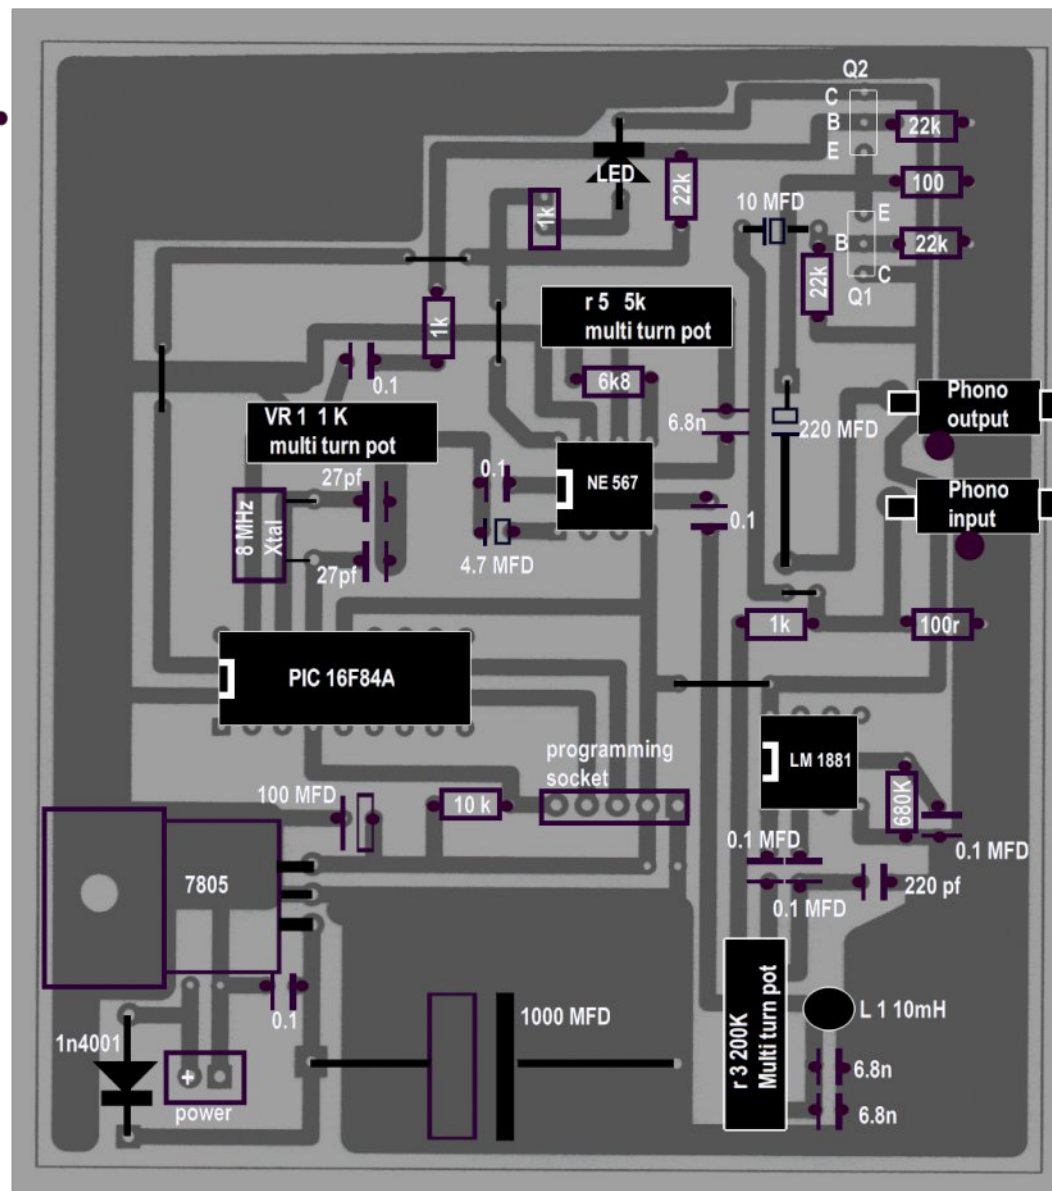 Q2
C
B
E
22k
LED
22k
100
1k
10 MFD
E
B
22k
22k
C
Q1
r 5 5k
multi turn pot
1k
0.1
6k8
Phono
output
VR 1 1 K
multi turn pot
6.8n
220 MFD
27pf
0.1
NE 567
Phono
input
8 MHz
Xtal
0.1
4.7 MFD
27pf
1k
100r
PIC 16F84A
programming
socket
LM 1881
100 MFD
10 k
680K
0.1 MFD
0.1 MFD
7805
220 pf
0.1 MFD
1n4001
0.1
1000 MFD
r 3 200K
Multi turn pot
L 1 10mH
+
power
6.8n
6.8n